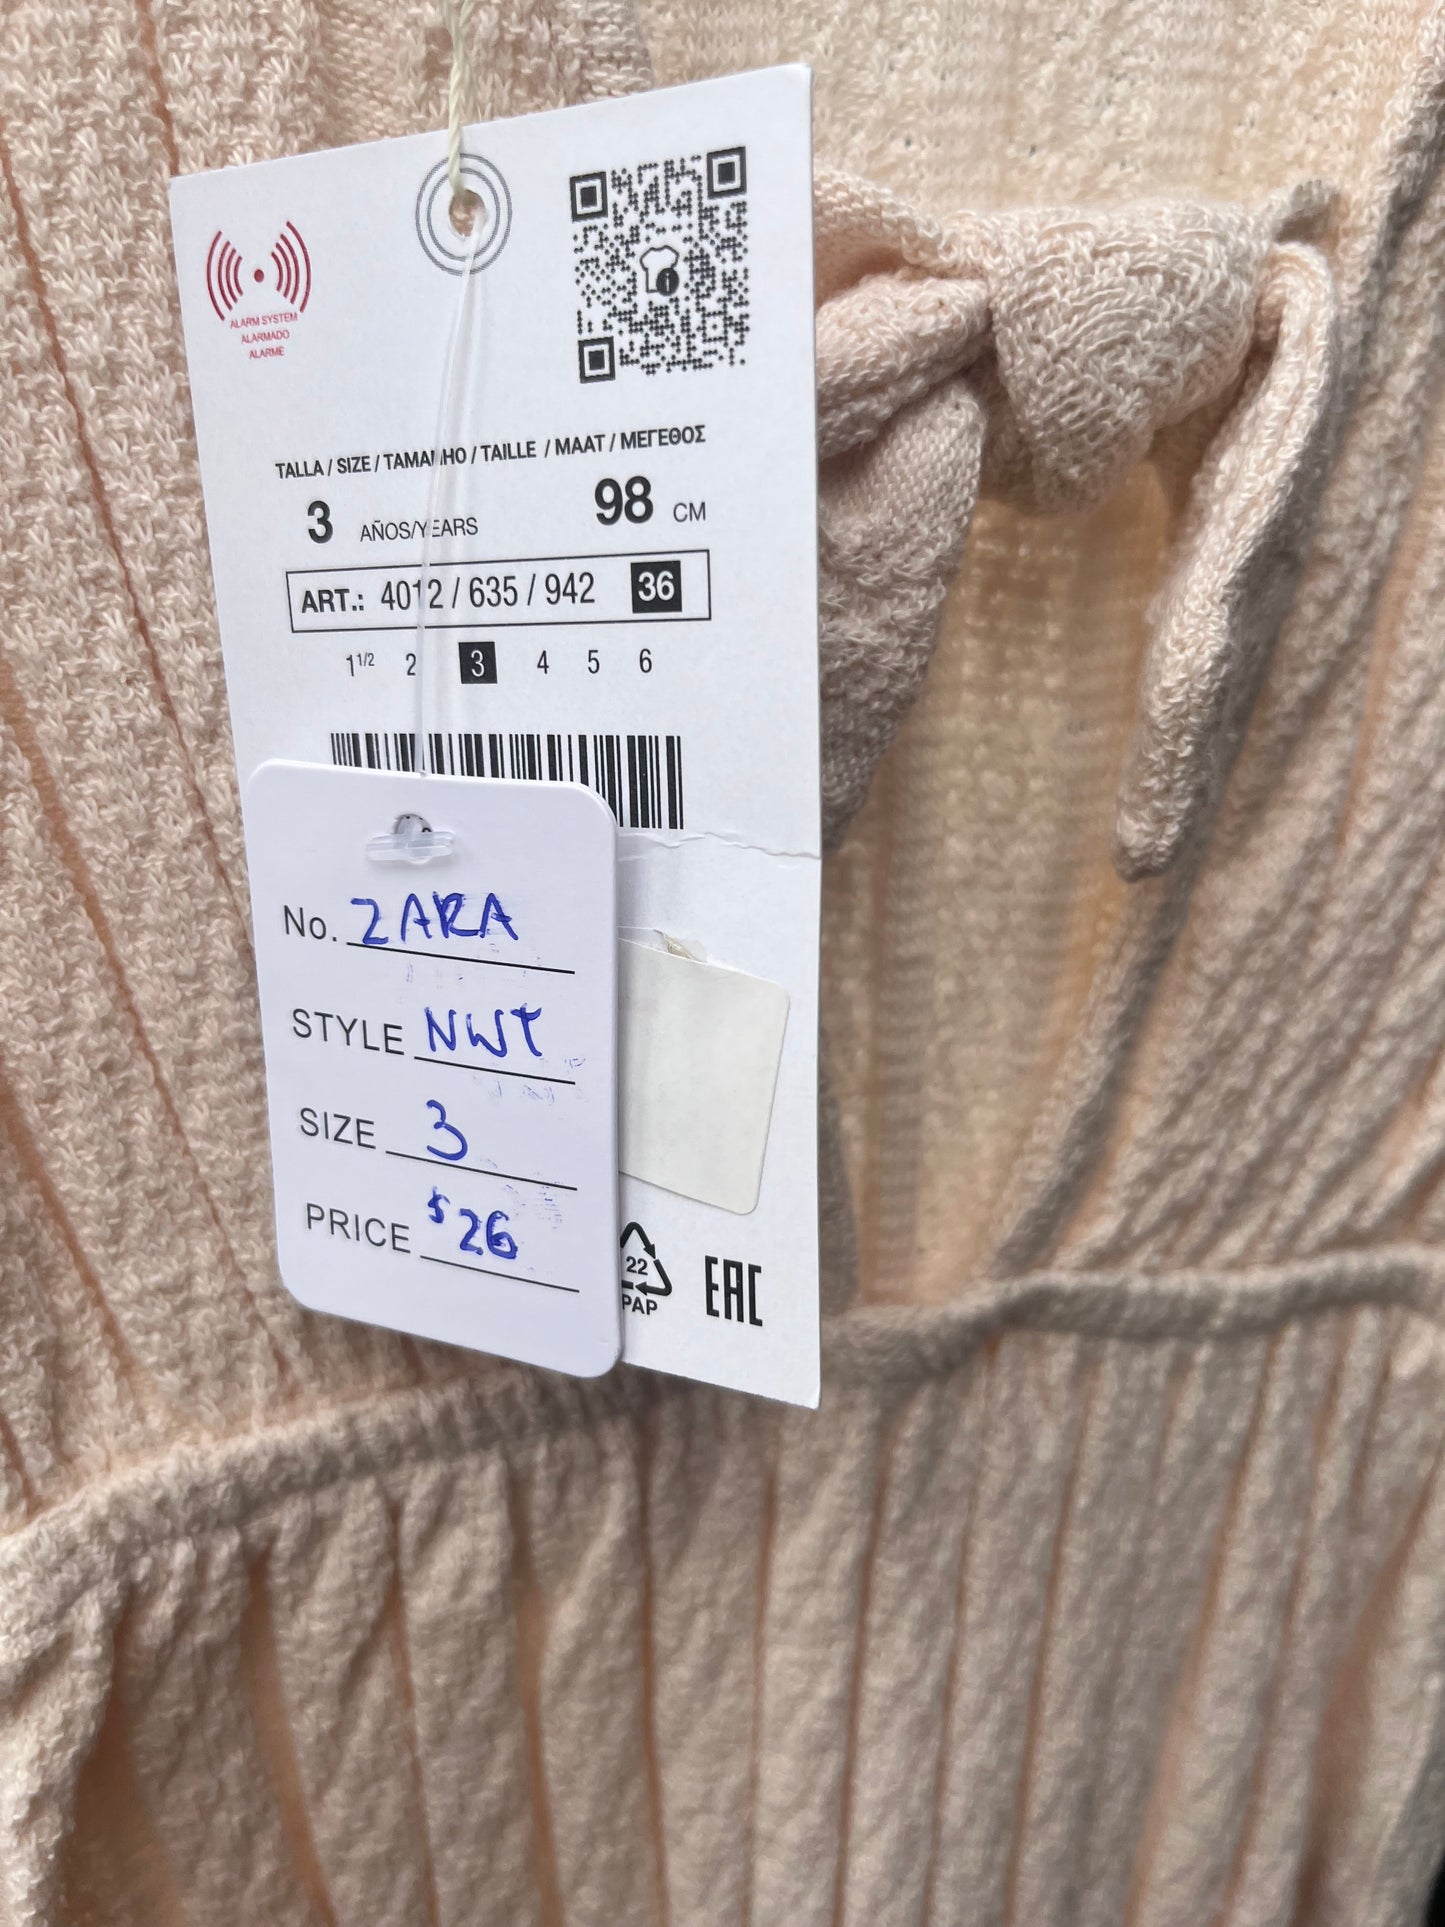 ALARM SYSTEM
ALARMADO
ALARME
TALLA / SIZE / TAMANHO / TAILLE / MAAT / ΜΕΓΕΘΟΣ
3 AÑOS/YEARS 98 CM
ART.: 4012 / 635 / 942 36
1 1/2 2 3 4 5 6
No. ZARA
STYLE NWT
SIZE 3
PRICE $26
22
PAP
EAC